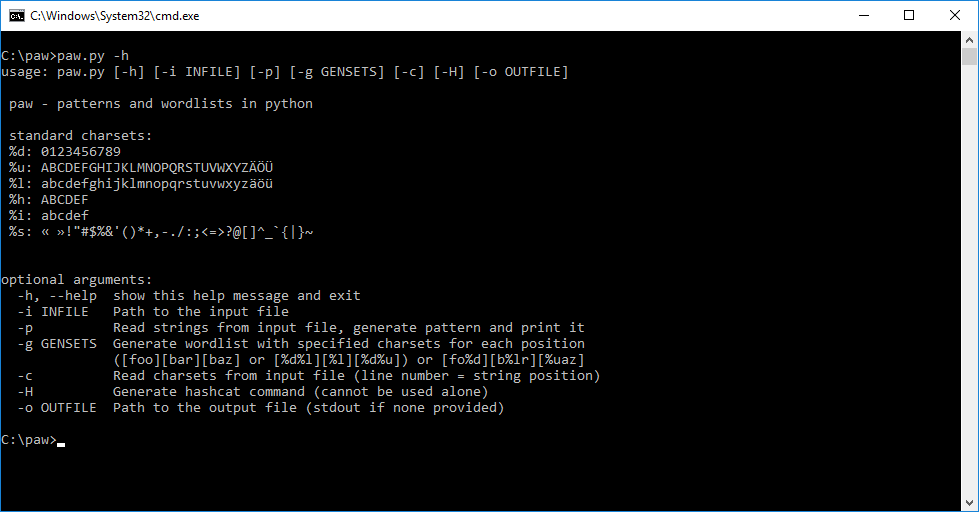 C:\Windows\System32\cmd.exe
C:\paw>paw.py -h
usage: paw.py [-h] [-i INFILE] [-p] [-g GENSETS] [-c] [-H] [-o OUTFILE]
paw - patterns and wordlists in python
standard charsets:
%d: 0123456789
%u: ABCDEFGHIJKLMNOPQRSTUVWXYZÄÖÜ
%l: abcdefghijklmnopqrstuvwxyzäöü
%h: ABCDEF
%i: abcdef
%s: « »!"#$%&'()*+,-./:;<=>?@[]^_`{|}~
optional arguments:
-h, --help  show this help message and exit
-i INFILE   Path to the input file
-p          Read strings from input file, generate pattern and print it
-g GENSETS  Generate wordlist with specified charsets for each position
([foo][bar][baz] or [%d%l][%l][%d%u]) or [fo%d][b%lr][%uaz]
-c          Read charsets from input file (line number = string position)
-H          Generate hashcat command (cannot be used alone)
-o OUTFILE  Path to the output file (stdout if none provided)
C:\paw>